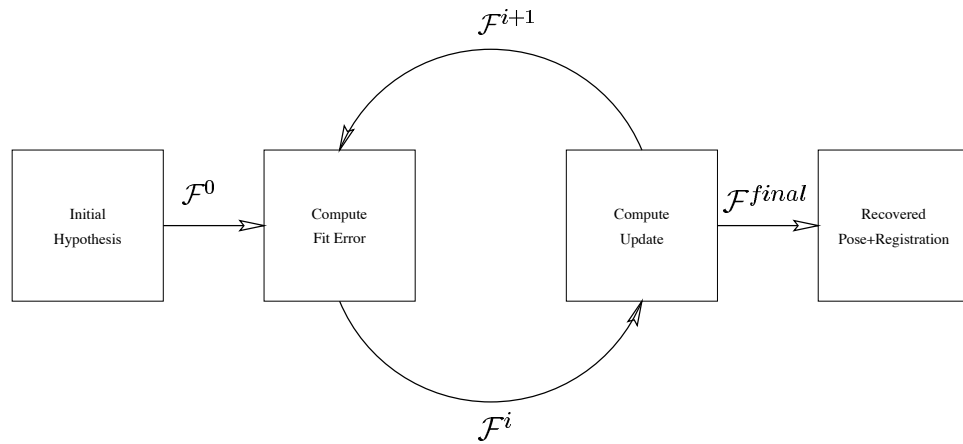 ℱ^{i+1}
ℱ^0
Initial
Hypothesis
Compute
Fit Error
Compute
Update
ℱ^{final}
Recovered
Pose+Registration
ℱ^i